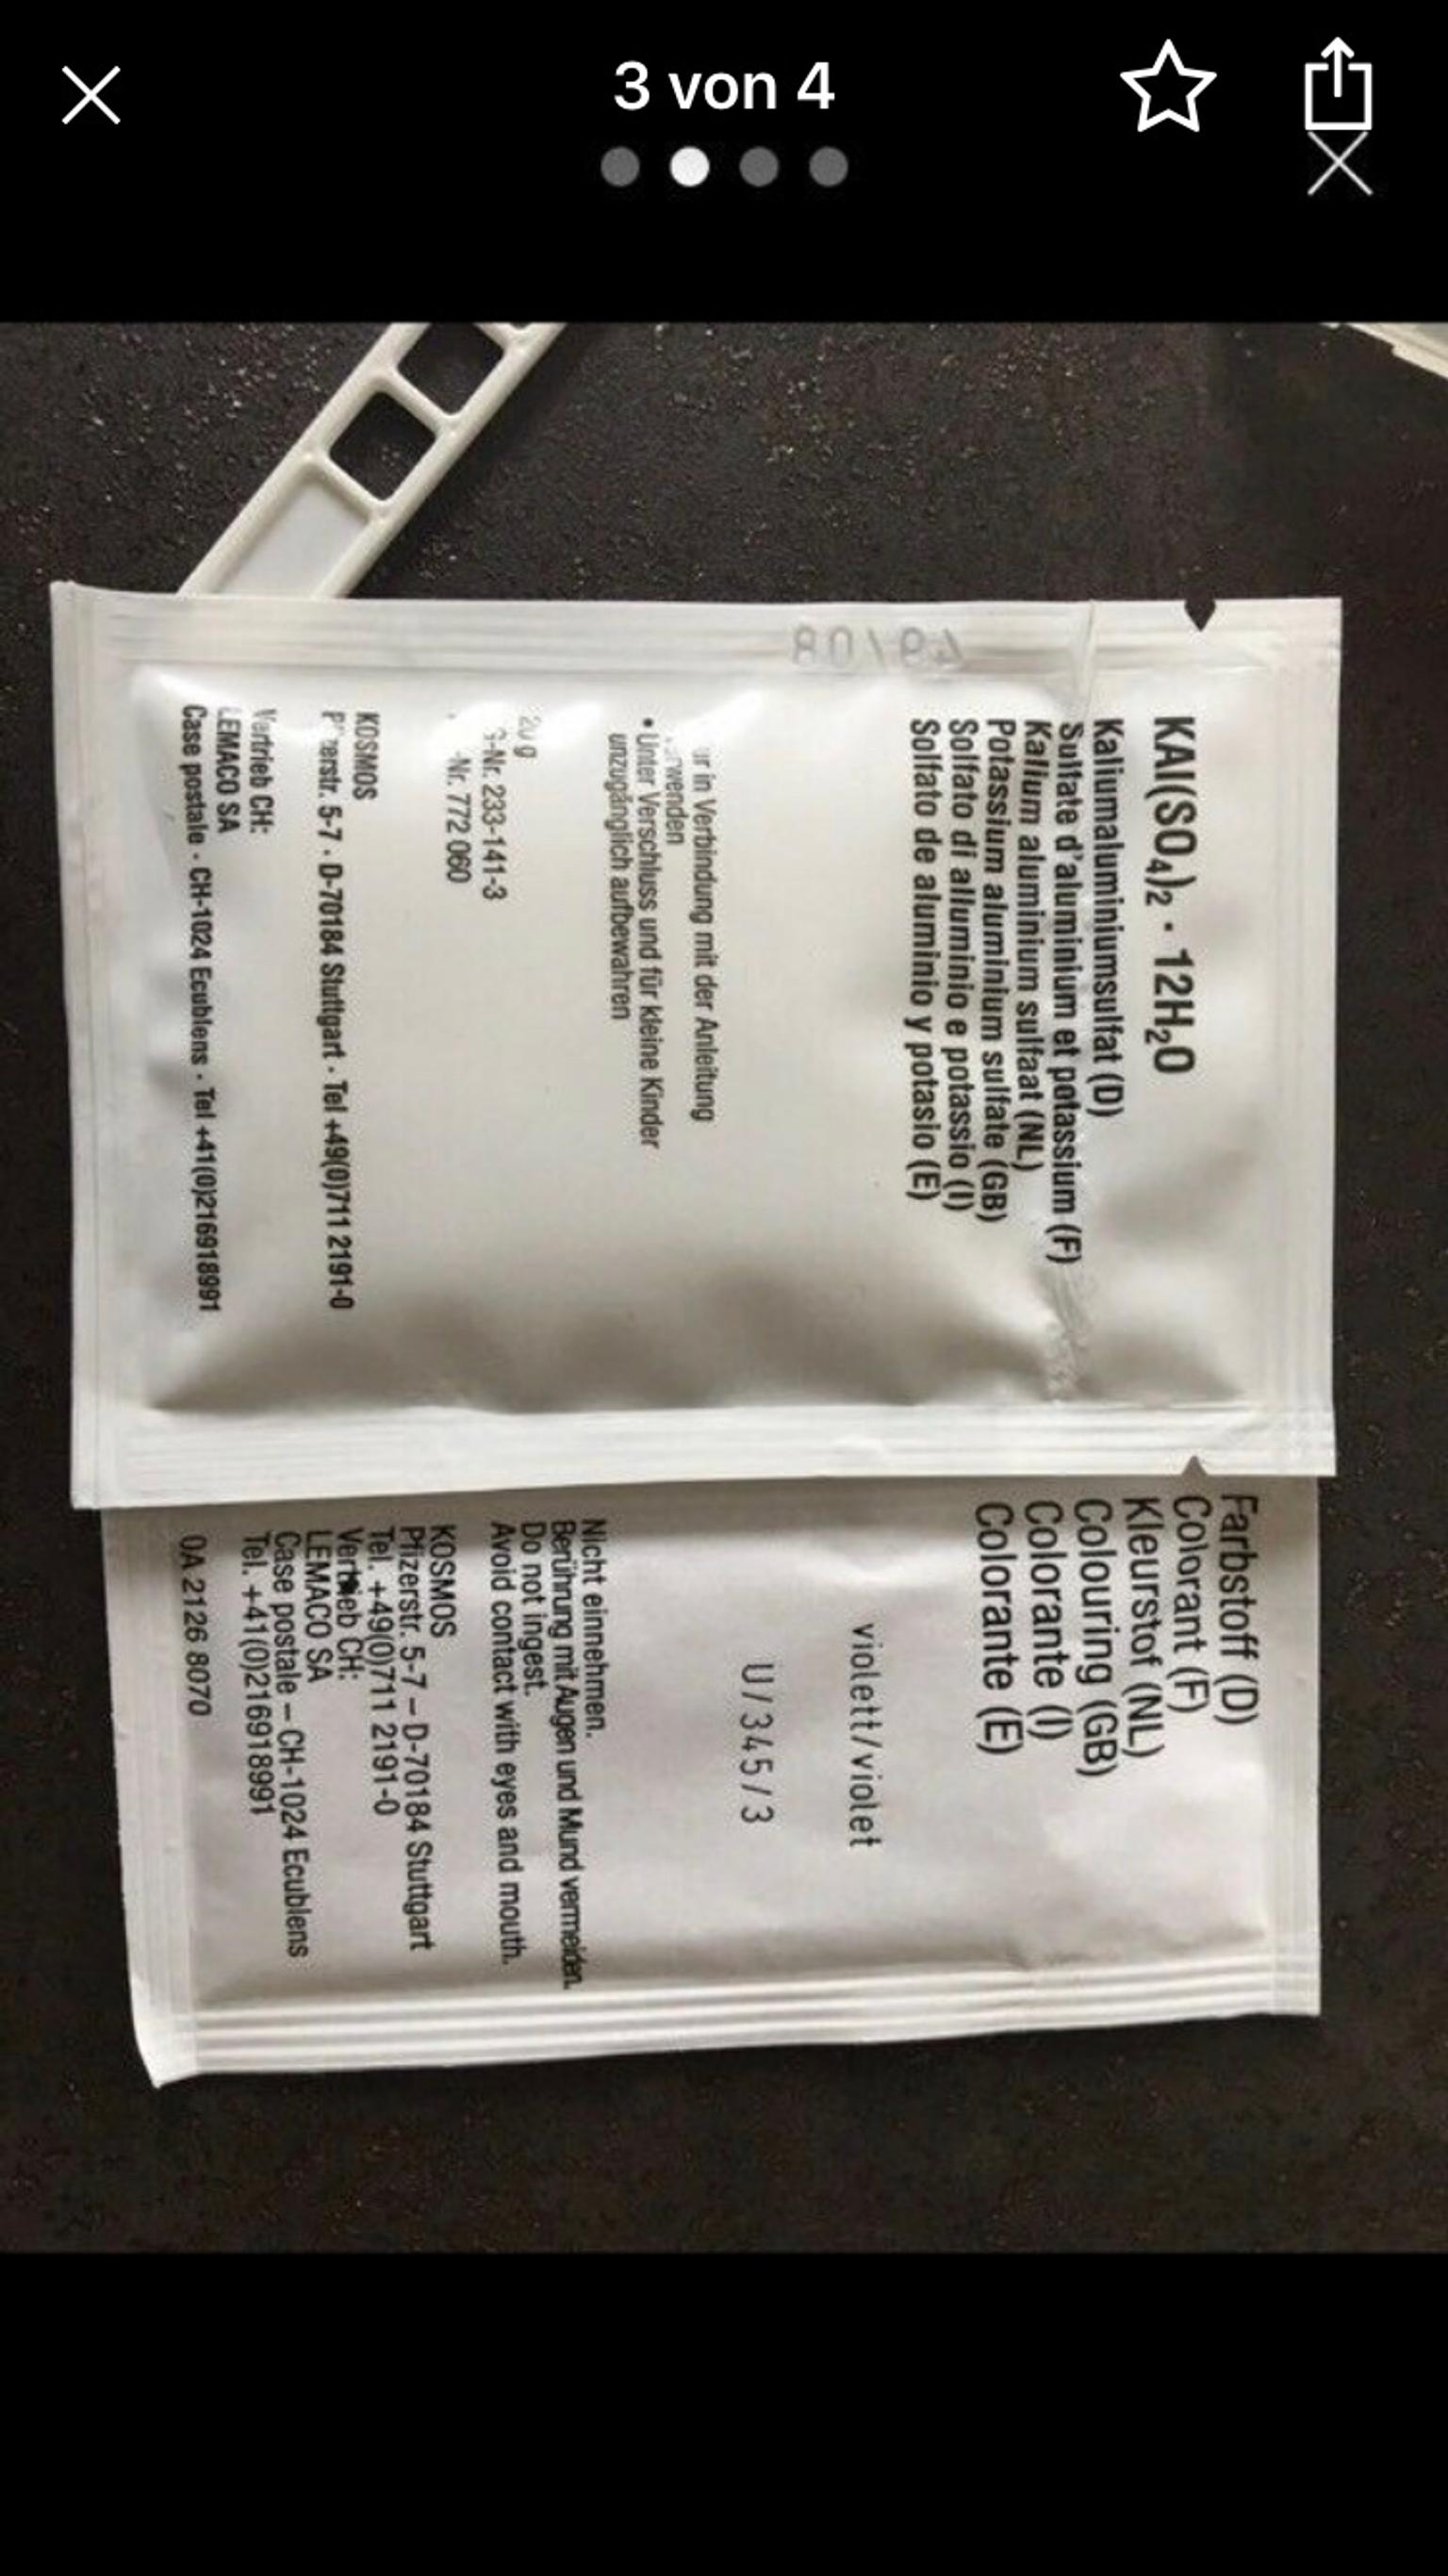 3 von 4
KAl(SO₄)₂ · 12H₂O
Kaliumaluminiumsulfat (D)
Sulfate d'aluminium et potassium (F)
Kalium aluminium sulfaat (NL)
Potassium aluminium sulfate (GB)
Solfato di alluminio e potassio (I)
Solfato de aluminio y potasio (E)
in Verbindung mit der Anleitung
• Unter Verschluss und für kleine Kinder
unzugänglich aufbewahren
g
-Nr. 233-141-3
-Nr. 772 060
KOSMOS
5-7 · D-70184 Stuttgart · Tel +49(0)711 2191-0
Vertrieb CH:
LEMACO SA
Case postale · CH-1024 Ecublens · Tel +41(0)216918991
Farbstoff (D)
Colorant (F)
Kleurstof (NL)
Colouring (GB)
Colorante (I)
Colorante (E)
violett/violet
U/345/3
Nicht einnehmen.
Berührung mit Augen und Mund vermeiden.
Do not ingest.
Avoid contact with eyes and mouth.
KOSMOS
Pfizerstr. 5-7 – D-70184 Stuttgart
Tel. +49(0)711 2191-0
Vertrieb CH:
LEMACO SA
Case postale – CH-1024 Ecublens
Tel. +41(0)216918991
0A 2126 8070